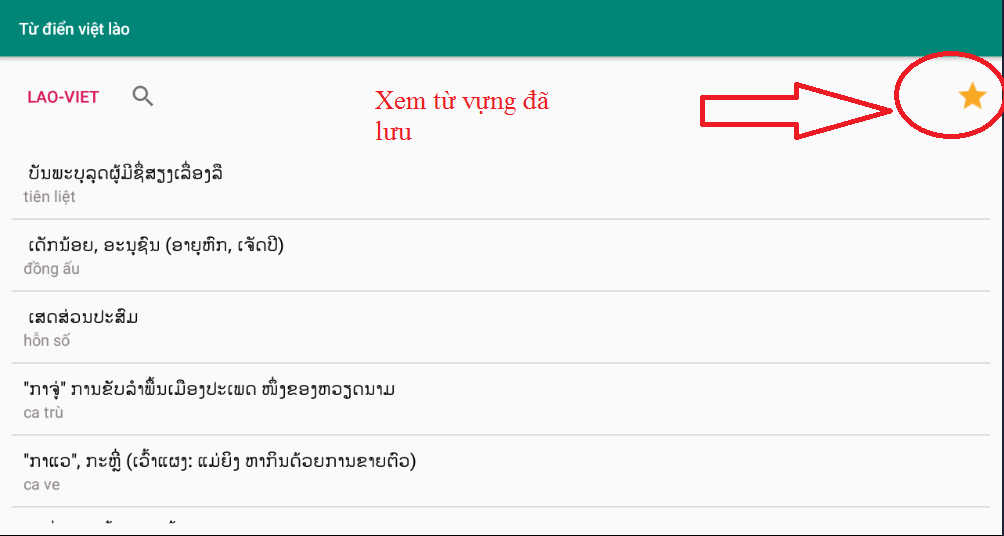 Từ điển việt lào
LAO-VIET
Xem từ vựng đã
lưu
ບັນພະບຸລຸດຜູ້ມີຊື່ສຽງເລື່ອງລື
tiên liệt
ເດັກນ້ອຍ, ອະນຸຊົນ (ອາຍຸຫົກ, ເຈັດປີ)
đồng ấu
ເສດສ່ວນປະສົມ
hỗn số
"ກາຈູ່" ການຂັບລຳພື້ນເມືອງປະເພດ ໜຶ່ງຂອງຫວຽດນາມ
ca trù
"ກາແວ", ກະຫຼີ່ (ເວົ້າແຜງ: ແມ່ຍິງ ຫາກິນດ້ວຍການຂາຍຕົວ)
ca ve